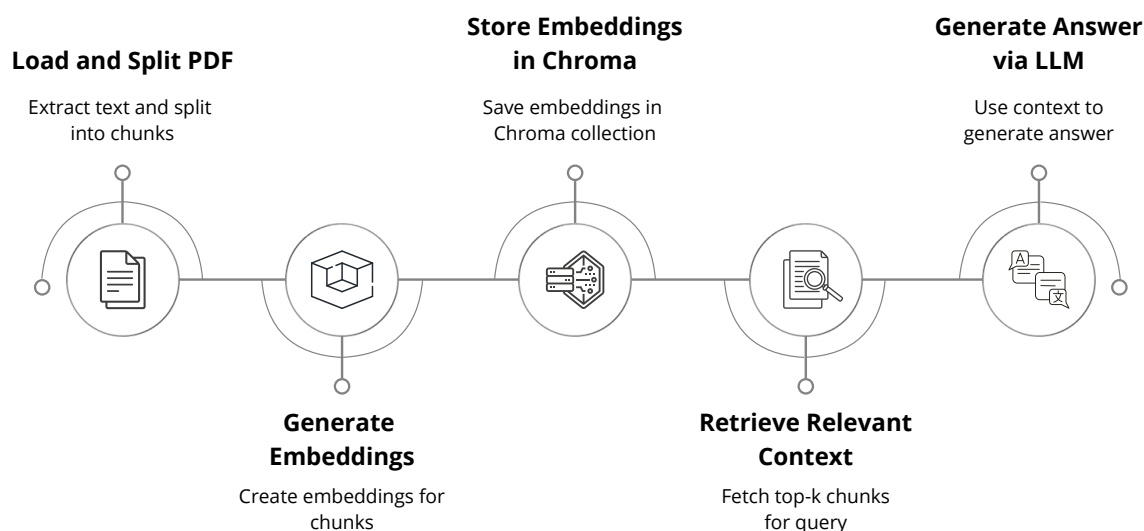 Load and Split PDF
Extract text and split
into chunks
Generate
Embeddings
Create embeddings for
chunks
Store Embeddings
in Chroma
Save embeddings in
Chroma collection
Retrieve Relevant
Context
Fetch top-k chunks
for query
Generate Answer
via LLM
Use context to
generate answer
A
文